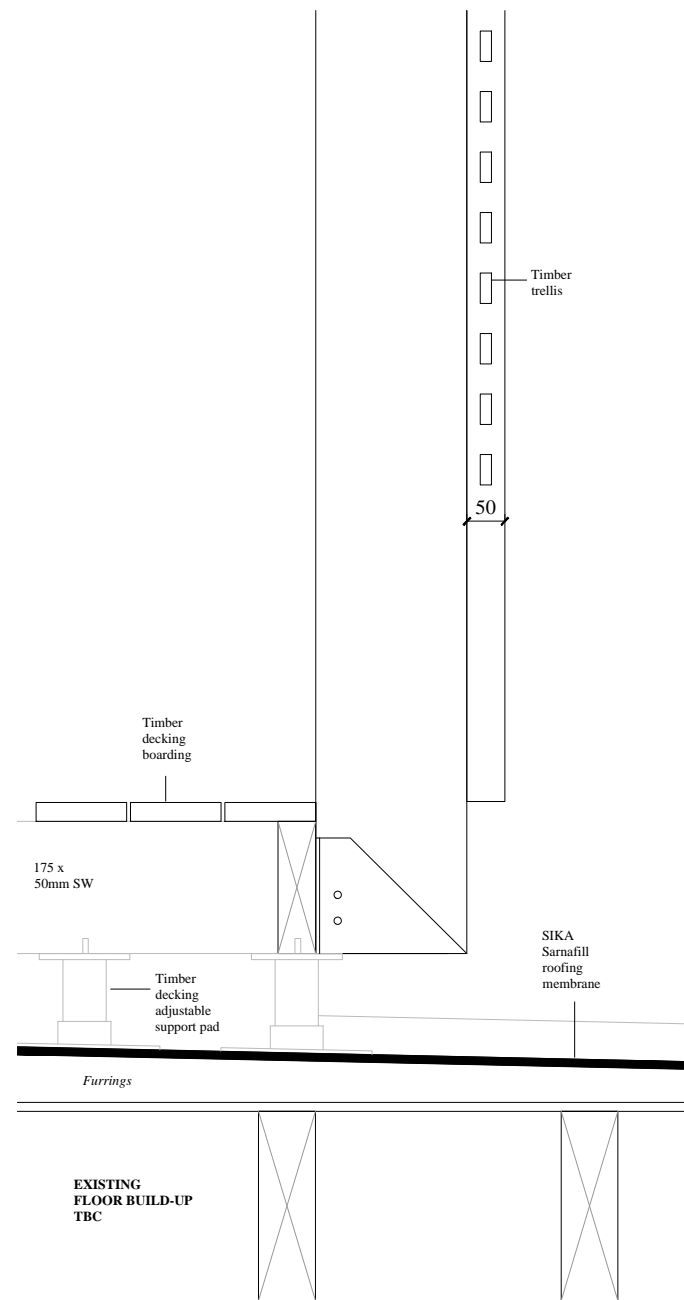 Timber
trellis
50
Timber
decking
boarding
175 x
50mm SW
SIKA
Sarnafill
roofing
membrane
Timber
decking
adjustable
support pad
Furrings
EXISTING
FLOOR BUILD-UP
TBC